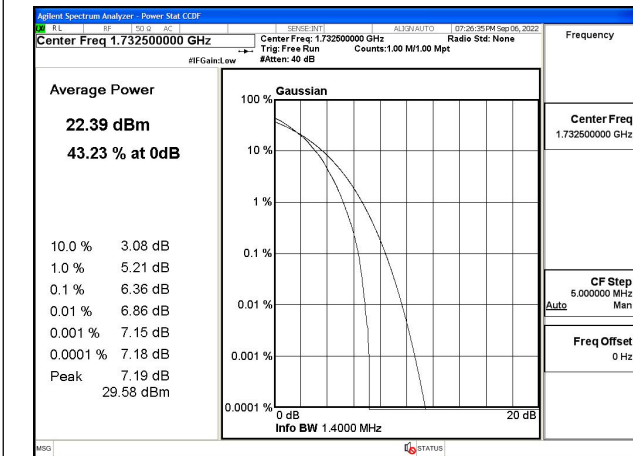 Agilent Spectrum Analyzer - Power Stat CCDF
RL RF 50 Ω AC SENSE:INT ALIGNAUTO 07:26:35 PM Sep 06, 2022
Center Freq 1.732500000 GHz
Center Freq: 1.732500000 GHz Radio Std: None
Trig: Free Run Counts:1.00 M/1.00 Mpt
#IFGain:Low #Atten: 40 dB
Frequency
Average Power
22.39 dBm
43.23 % at 0dB
10.0 % 3.08 dB
1.0 % 5.21 dB
0.1 % 6.36 dB
0.01 % 6.86 dB
0.001 % 7.15 dB
0.0001 % 7.18 dB
Peak 7.19 dB
29.58 dBm
Gaussian
100 %
10 %
1 %
0.1 %
0.01 %
0.001 %
0.0001 %
0 dB 20 dB
Info BW 1.4000 MHz
Center Freq
1.732500000 GHz
CF Step
5.000000 MHz
Auto Man
Freq Offset
0 Hz
MSG STATUS